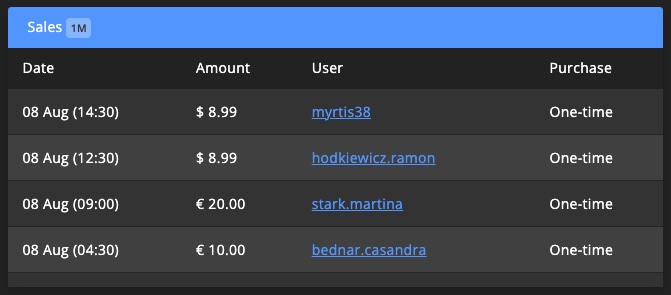 Sales 1M
Date Amount User Purchase
08 Aug (14:30) $ 8.99 myrtis38 One-time
08 Aug (12:30) $ 8.99 hodkiewicz.ramon One-time
08 Aug (09:00) € 20.00 stark.martina One-time
08 Aug (04:30) € 10.00 bednar.casandra One-time